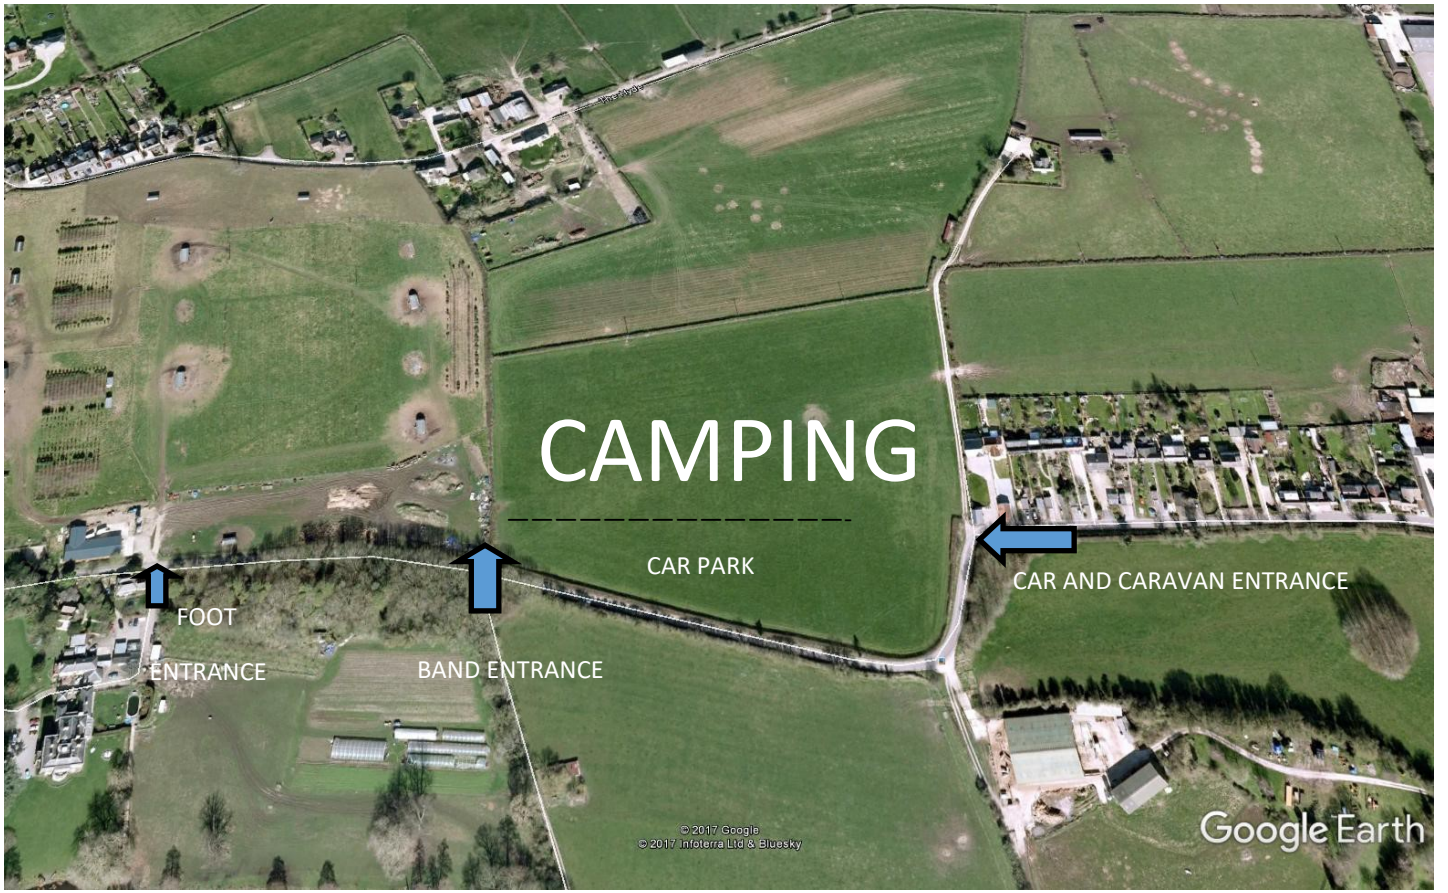 CAMPING
CAR PARK
CAR AND CARAVAN ENTRANCE
FOOT
ENTRANCE
BAND ENTRANCE
© 2017 Google
© 2017 Infoterra Ltd & Bluesky
Google Earth